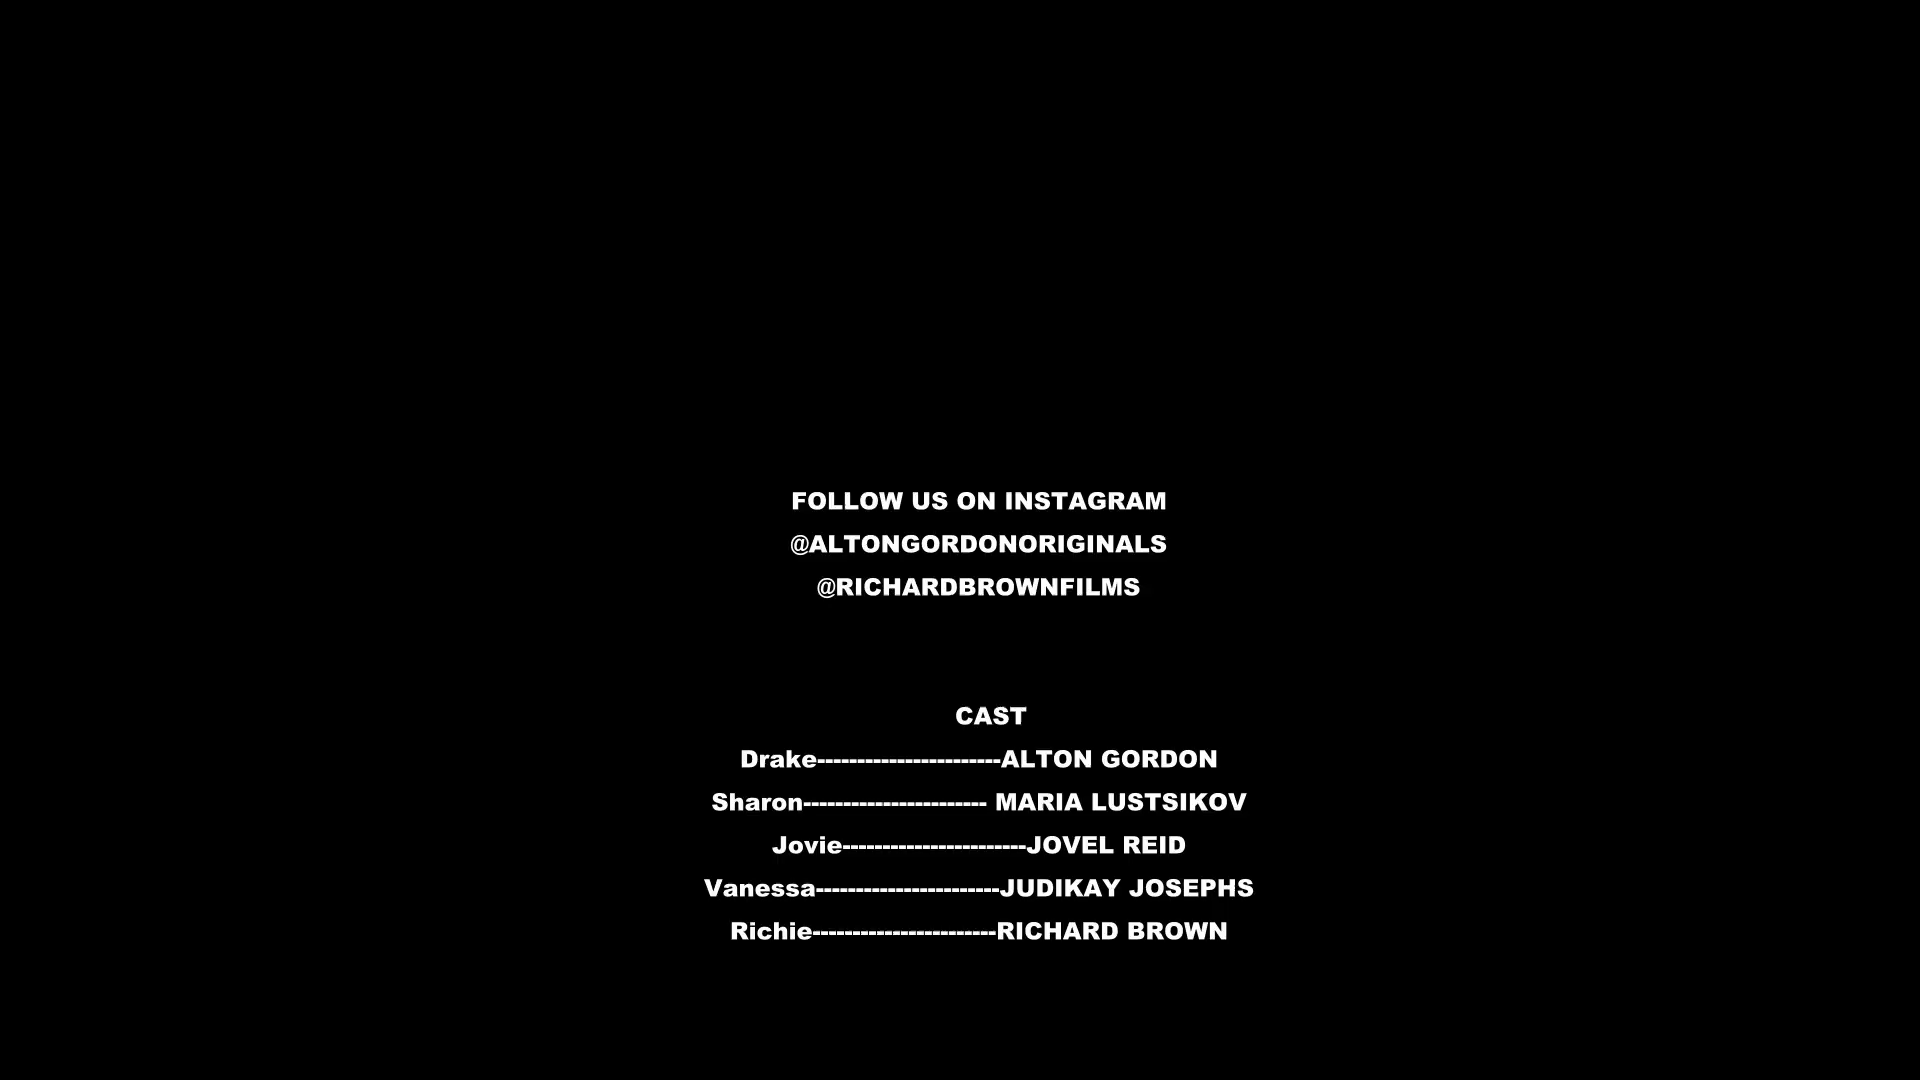 FOLLOW US ON INSTAGRAM
@ALTONGORDONORIGINALS
@RICHARDBROWNFILMS
CAST
Drake-----------------------ALTON GORDON
Sharon----------------------- MARIA LUSTSIKOV
Jovie-----------------------JOVEL REID
Vanessa-----------------------JUDIKAY JOSEPHS
Richie-----------------------RICHARD BROWN